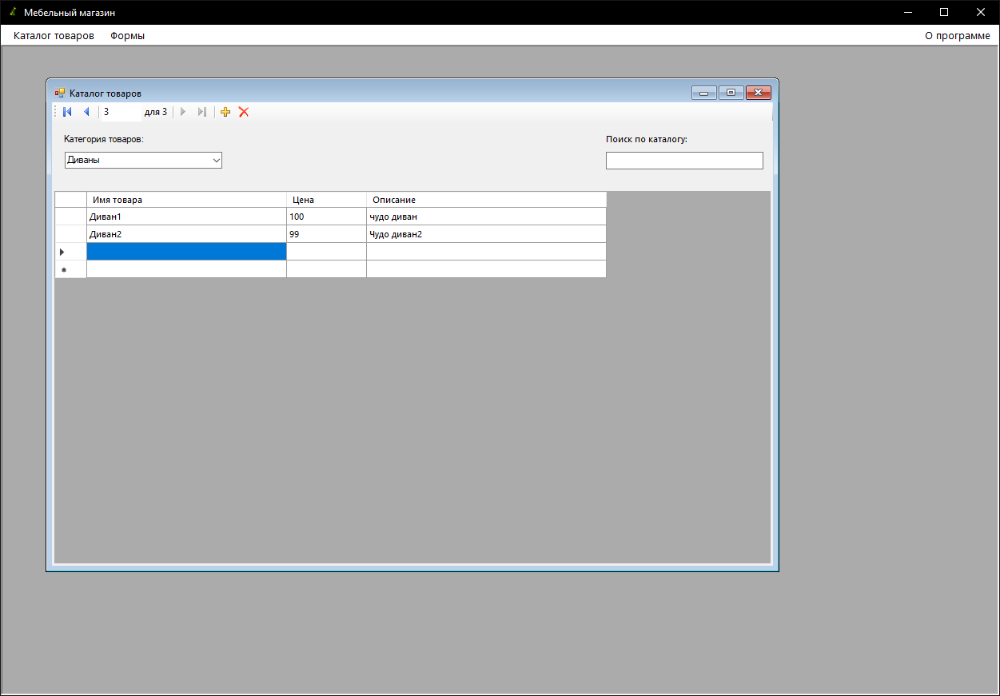 Мебельный магазин
Каталог товаров Формы О программе
Каталог товаров
3 для 3
Категория товаров: Поиск по каталогу:
Диваны
Имя товара Цена Описание
Диван1 100 чудо диван
Диван2 99 Чудо диван2